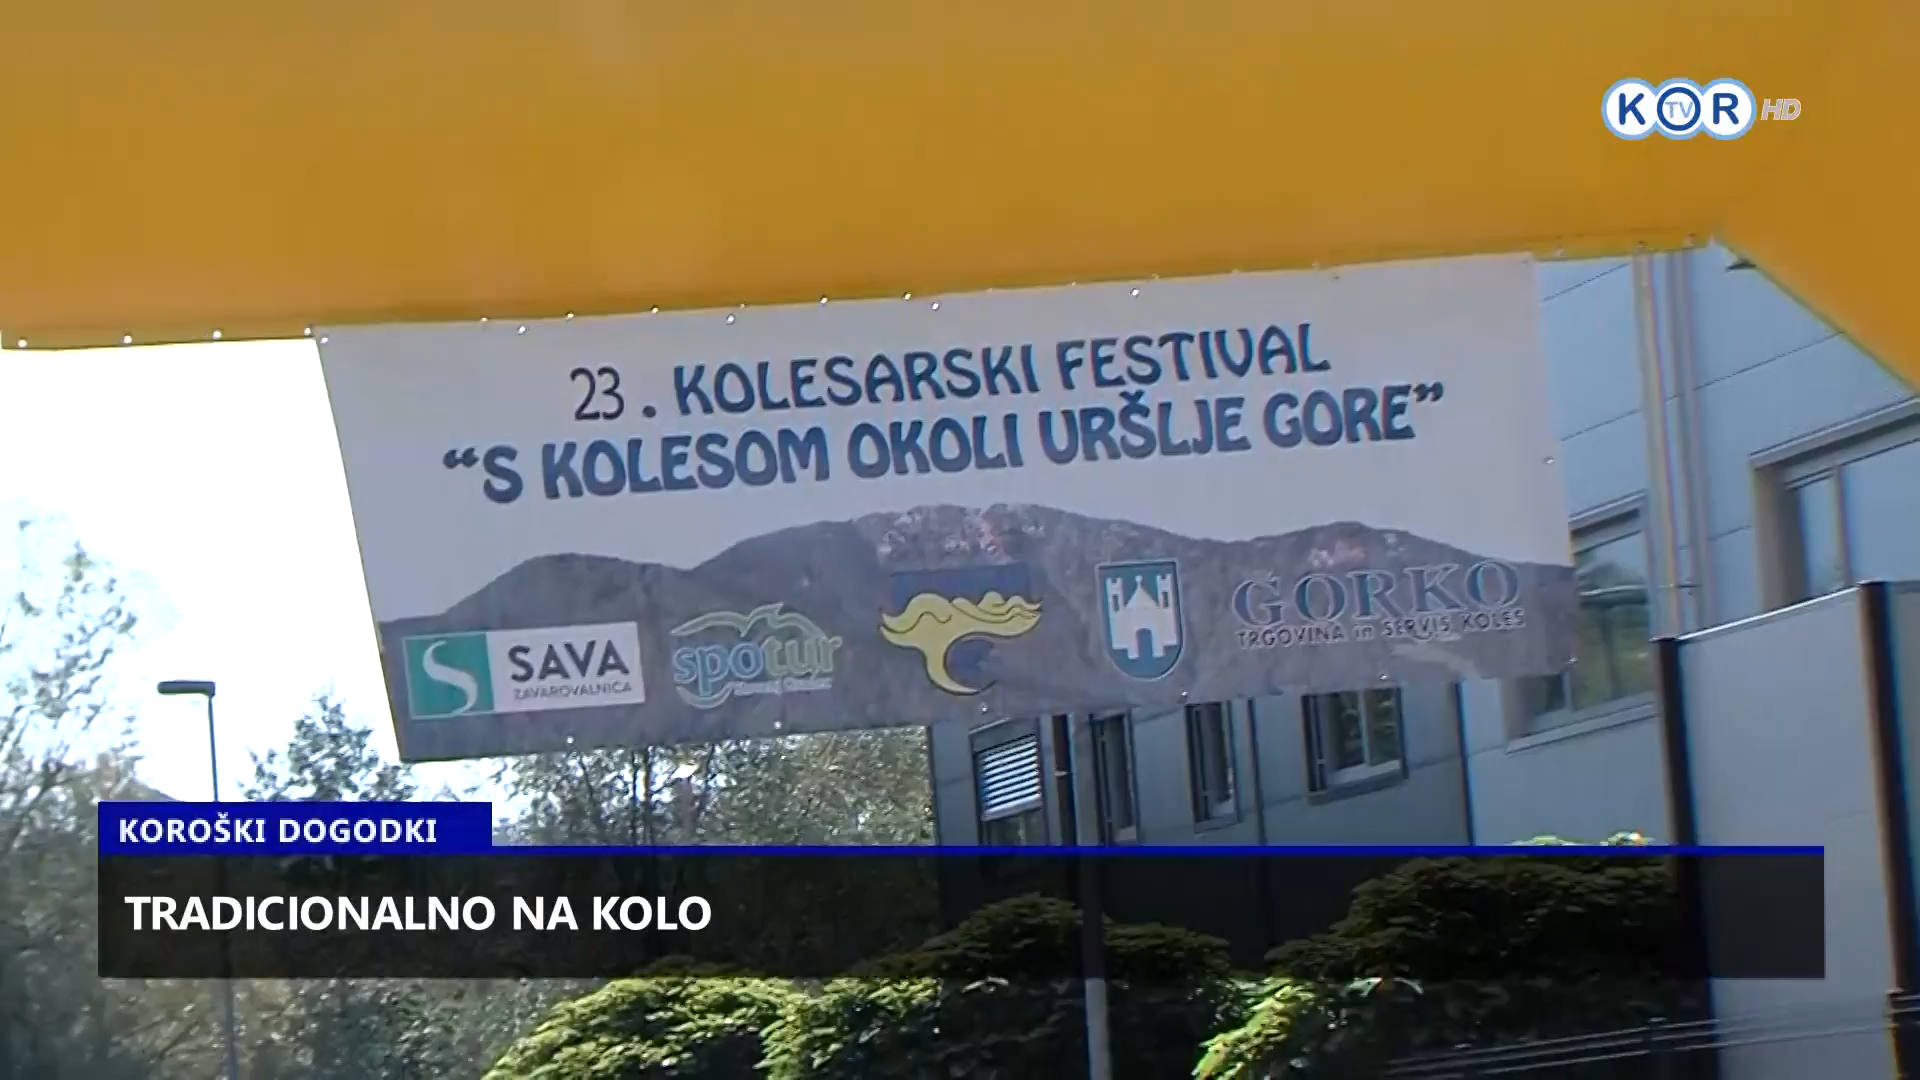 K TV O R HD
23. KOLESARSKI FESTIVAL
“S KOLESOM OKOLI URŠLJE GORE”
SAVA
ZAVAROVALNICA
spotur
GORKO
TRGOVINA in SERVIS KOLES
KOROŠKI DOGODKI
TRADICIONALNO NA KOLO